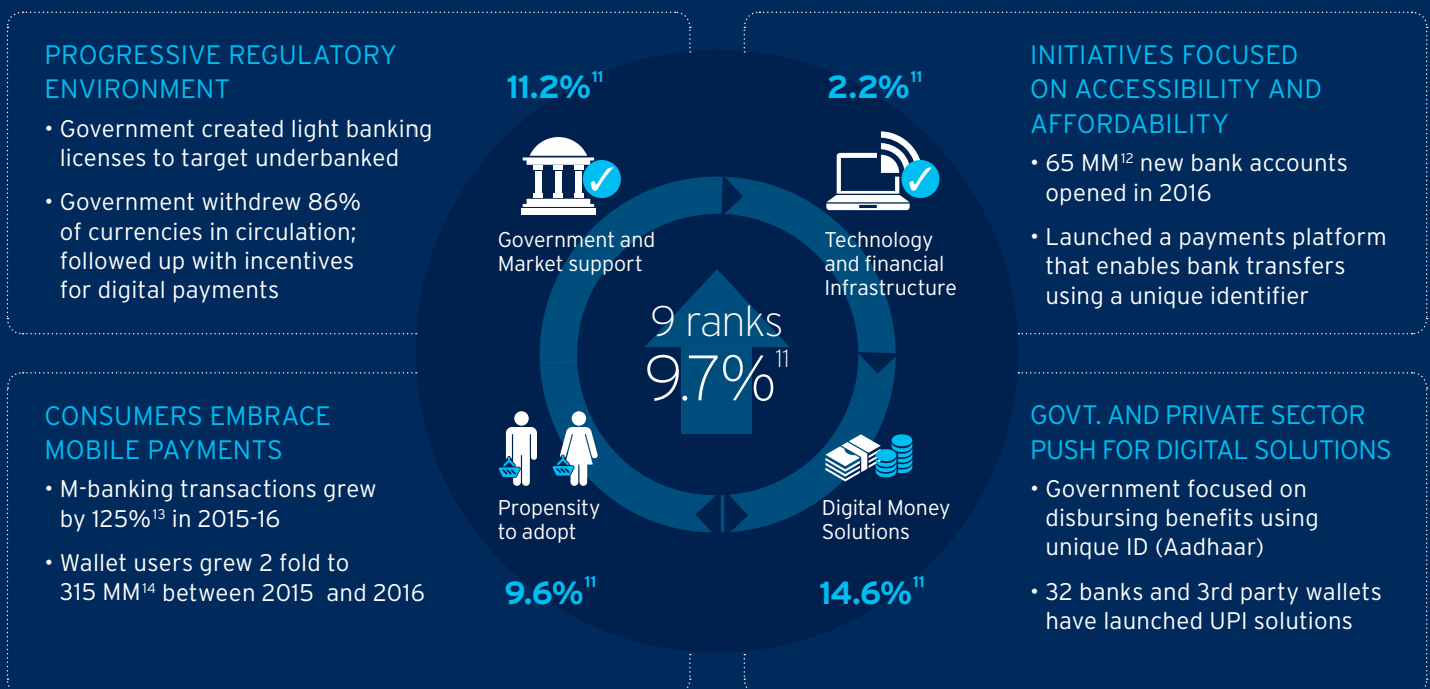 PROGRESSIVE REGULATORY
ENVIRONMENT
• Government created light banking
licenses to target underbanked
• Government withdrew 86%
of currencies in circulation;
followed up with incentives
for digital payments
11.2%11
Government and
Market support
2.2%11
Technology
and financial
Infrastructure
INITIATIVES FOCUSED
ON ACCESSIBILITY AND
AFFORDABILITY
• 65 MM12 new bank accounts
opened in 2016
• Launched a payments platform
that enables bank transfers
using a unique identifier
9 ranks
9.7%11
CONSUMERS EMBRACE
MOBILE PAYMENTS
• M-banking transactions grew
by 125%13 in 2015-16
• Wallet users grew 2 fold to
315 MM14 between 2015 and 2016
Propensity
to adopt
9.6%11
Digital Money
Solutions
14.6%11
GOVT. AND PRIVATE SECTOR
PUSH FOR DIGITAL SOLUTIONS
• Government focused on
disbursing benefits using
unique ID (Aadhaar)
• 32 banks and 3rd party wallets
have launched UPI solutions